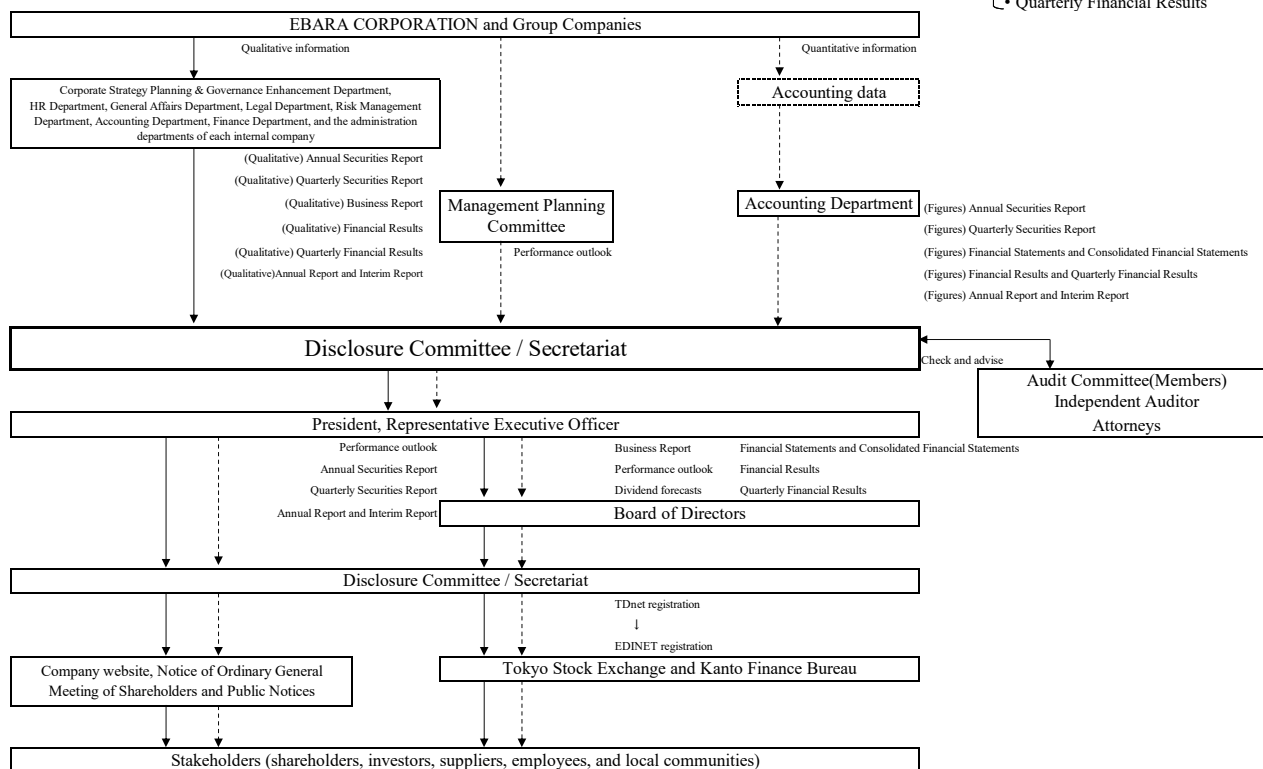 • Quarterly Financial Results
EBARA CORPORATION and Group Companies
Qualitative information
Quantitative information
Corporate Strategy Planning & Governance Enhancement Department,
HR Department, General Affairs Department, Legal Department, Risk Management
Department, Accounting Department, Finance Department, and the administration
departments of each internal company
Accounting data
(Qualitative) Annual Securities Report
(Qualitative) Quarterly Securities Report
(Qualitative) Business Report
(Qualitative) Financial Results
(Qualitative) Quarterly Financial Results
(Qualitative)Annual Report and Interim Report
Management Planning
Committee
Performance outlook
Accounting Department
(Figures) Annual Securities Report
(Figures) Quarterly Securities Report
(Figures) Financial Statements and Consolidated Financial Statements
(Figures) Financial Results and Quarterly Financial Results
(Figures) Annual Report and Interim Report
Disclosure Committee / Secretariat
Check and advise
Audit Committee(Members)
Independent Auditor
Attorneys
President, Representative Executive Officer
Performance outlook
Annual Securities Report
Quarterly Securities Report
Annual Report and Interim Report
Business Report
Performance outlook
Dividend forecasts
Financial Statements and Consolidated Financial Statements
Financial Results
Quarterly Financial Results
Board of Directors
Disclosure Committee / Secretariat
TDnet registration
↓
EDINET registration
Company website, Notice of Ordinary General
Meeting of Shareholders and Public Notices
Tokyo Stock Exchange and Kanto Finance Bureau
Stakeholders (shareholders, investors, suppliers, employees, and local communities)